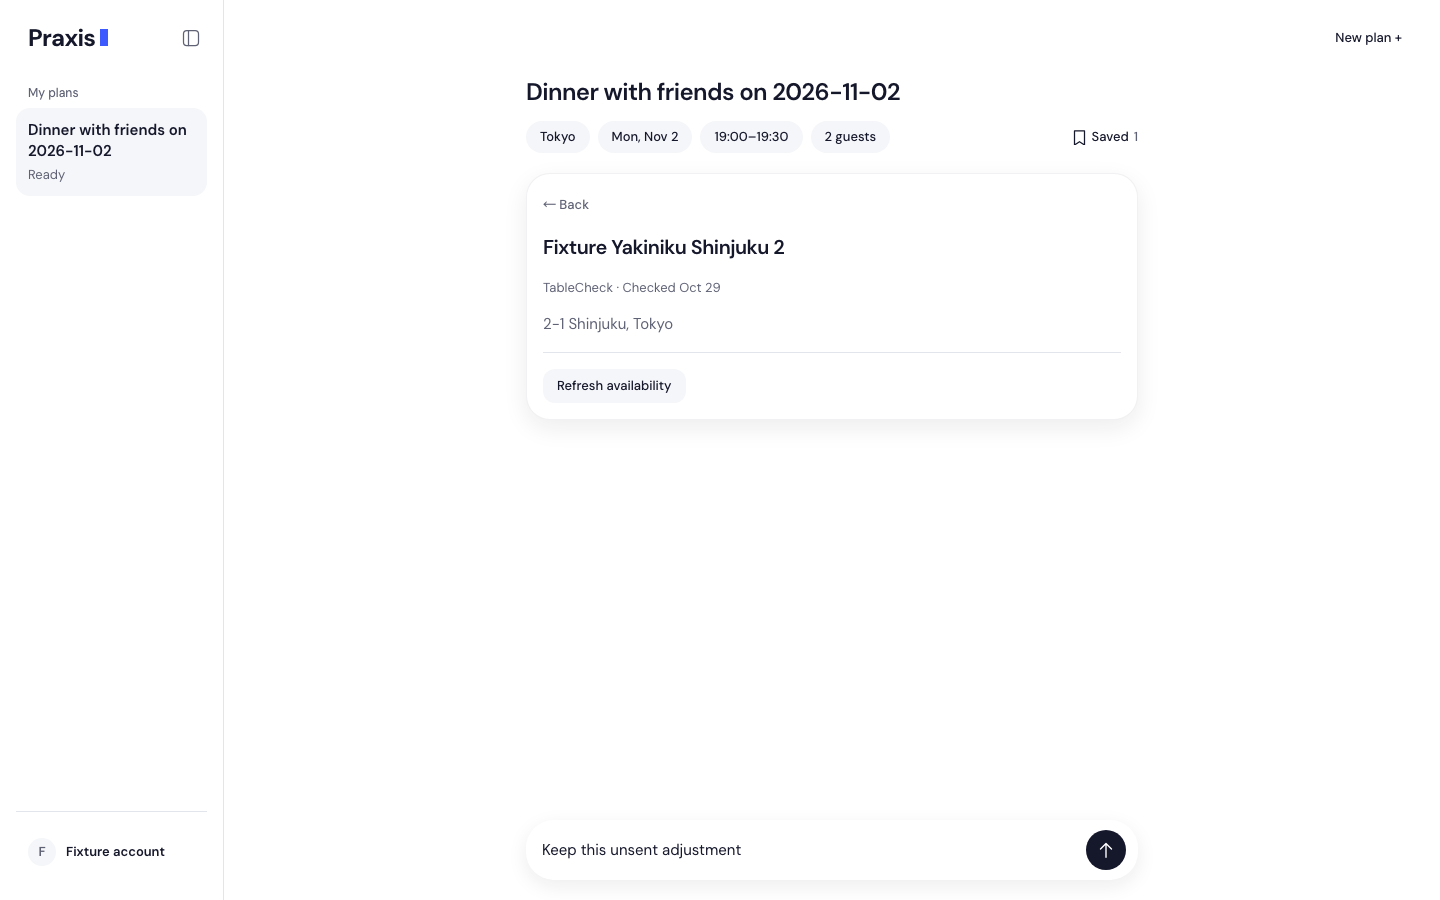 Praxis
New plan +
My plans
Dinner with friends on
2026-11-02
Ready
Dinner with friends on 2026-11-02
Tokyo
Mon, Nov 2
19:00–19:30
2 guests
Saved 1
← Back
Fixture Yakiniku Shinjuku 2
TableCheck · Checked Oct 29
2-1 Shinjuku, Tokyo
Refresh availability
Keep this unsent adjustment
F
Fixture account